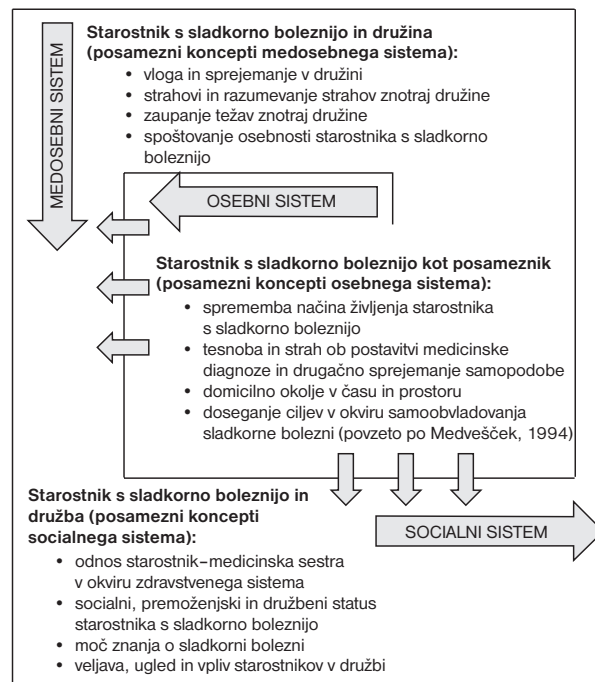 MEDOSEBNI SISTEM
Starostnik s sladkorno boleznijo in družina
(posamezni koncepti medosebnega sistema):
• vloga in sprejemanje v družini
• strahovi in razumevanje strahov znotraj družine
• zaupanje težav znotraj družine
• spoštovanje osebnosti starostnika s sladkorno
boleznijo
OSEBNI SISTEM
Starostnik s sladkorno boleznijo kot posameznik
(posamezni koncepti osebnega sistema):
• sprememba načina življenja starostnika
s sladkorno boleznijo
• tesnoba in strah ob postavitvi medicinske
diagnoze in drugačno sprejemanje samopodobe
• domicilno okolje v času in prostoru
• doseganje ciljev v okviru samoobvladovanja
sladkorne bolezni (povzeto po Medvešček, 1994)
Starostnik s sladkorno boleznijo in
družba (posamezni koncepti
socialnega sistema):
SOCIALNI SISTEM
• odnos starostnik–medicinska sestra
v okviru zdravstvenega sistema
• socialni, premoženjski in družbeni status
starostnika s sladkorno boleznijo
• moč znanja o sladkorni bolezni
• veljava, ugled in vpliv starostnikov v družbi